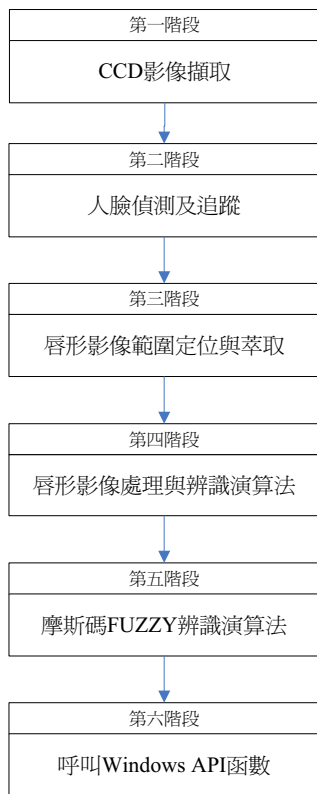 第一階段
CCD影像擷取
第二階段
人臉偵測及追蹤
第三階段
唇形影像範圍定位與萃取
第四階段
唇形影像處理與辨識演算法
第五階段
摩斯碼FUZZY辨識演算法
第六階段
呼叫Windows API函數